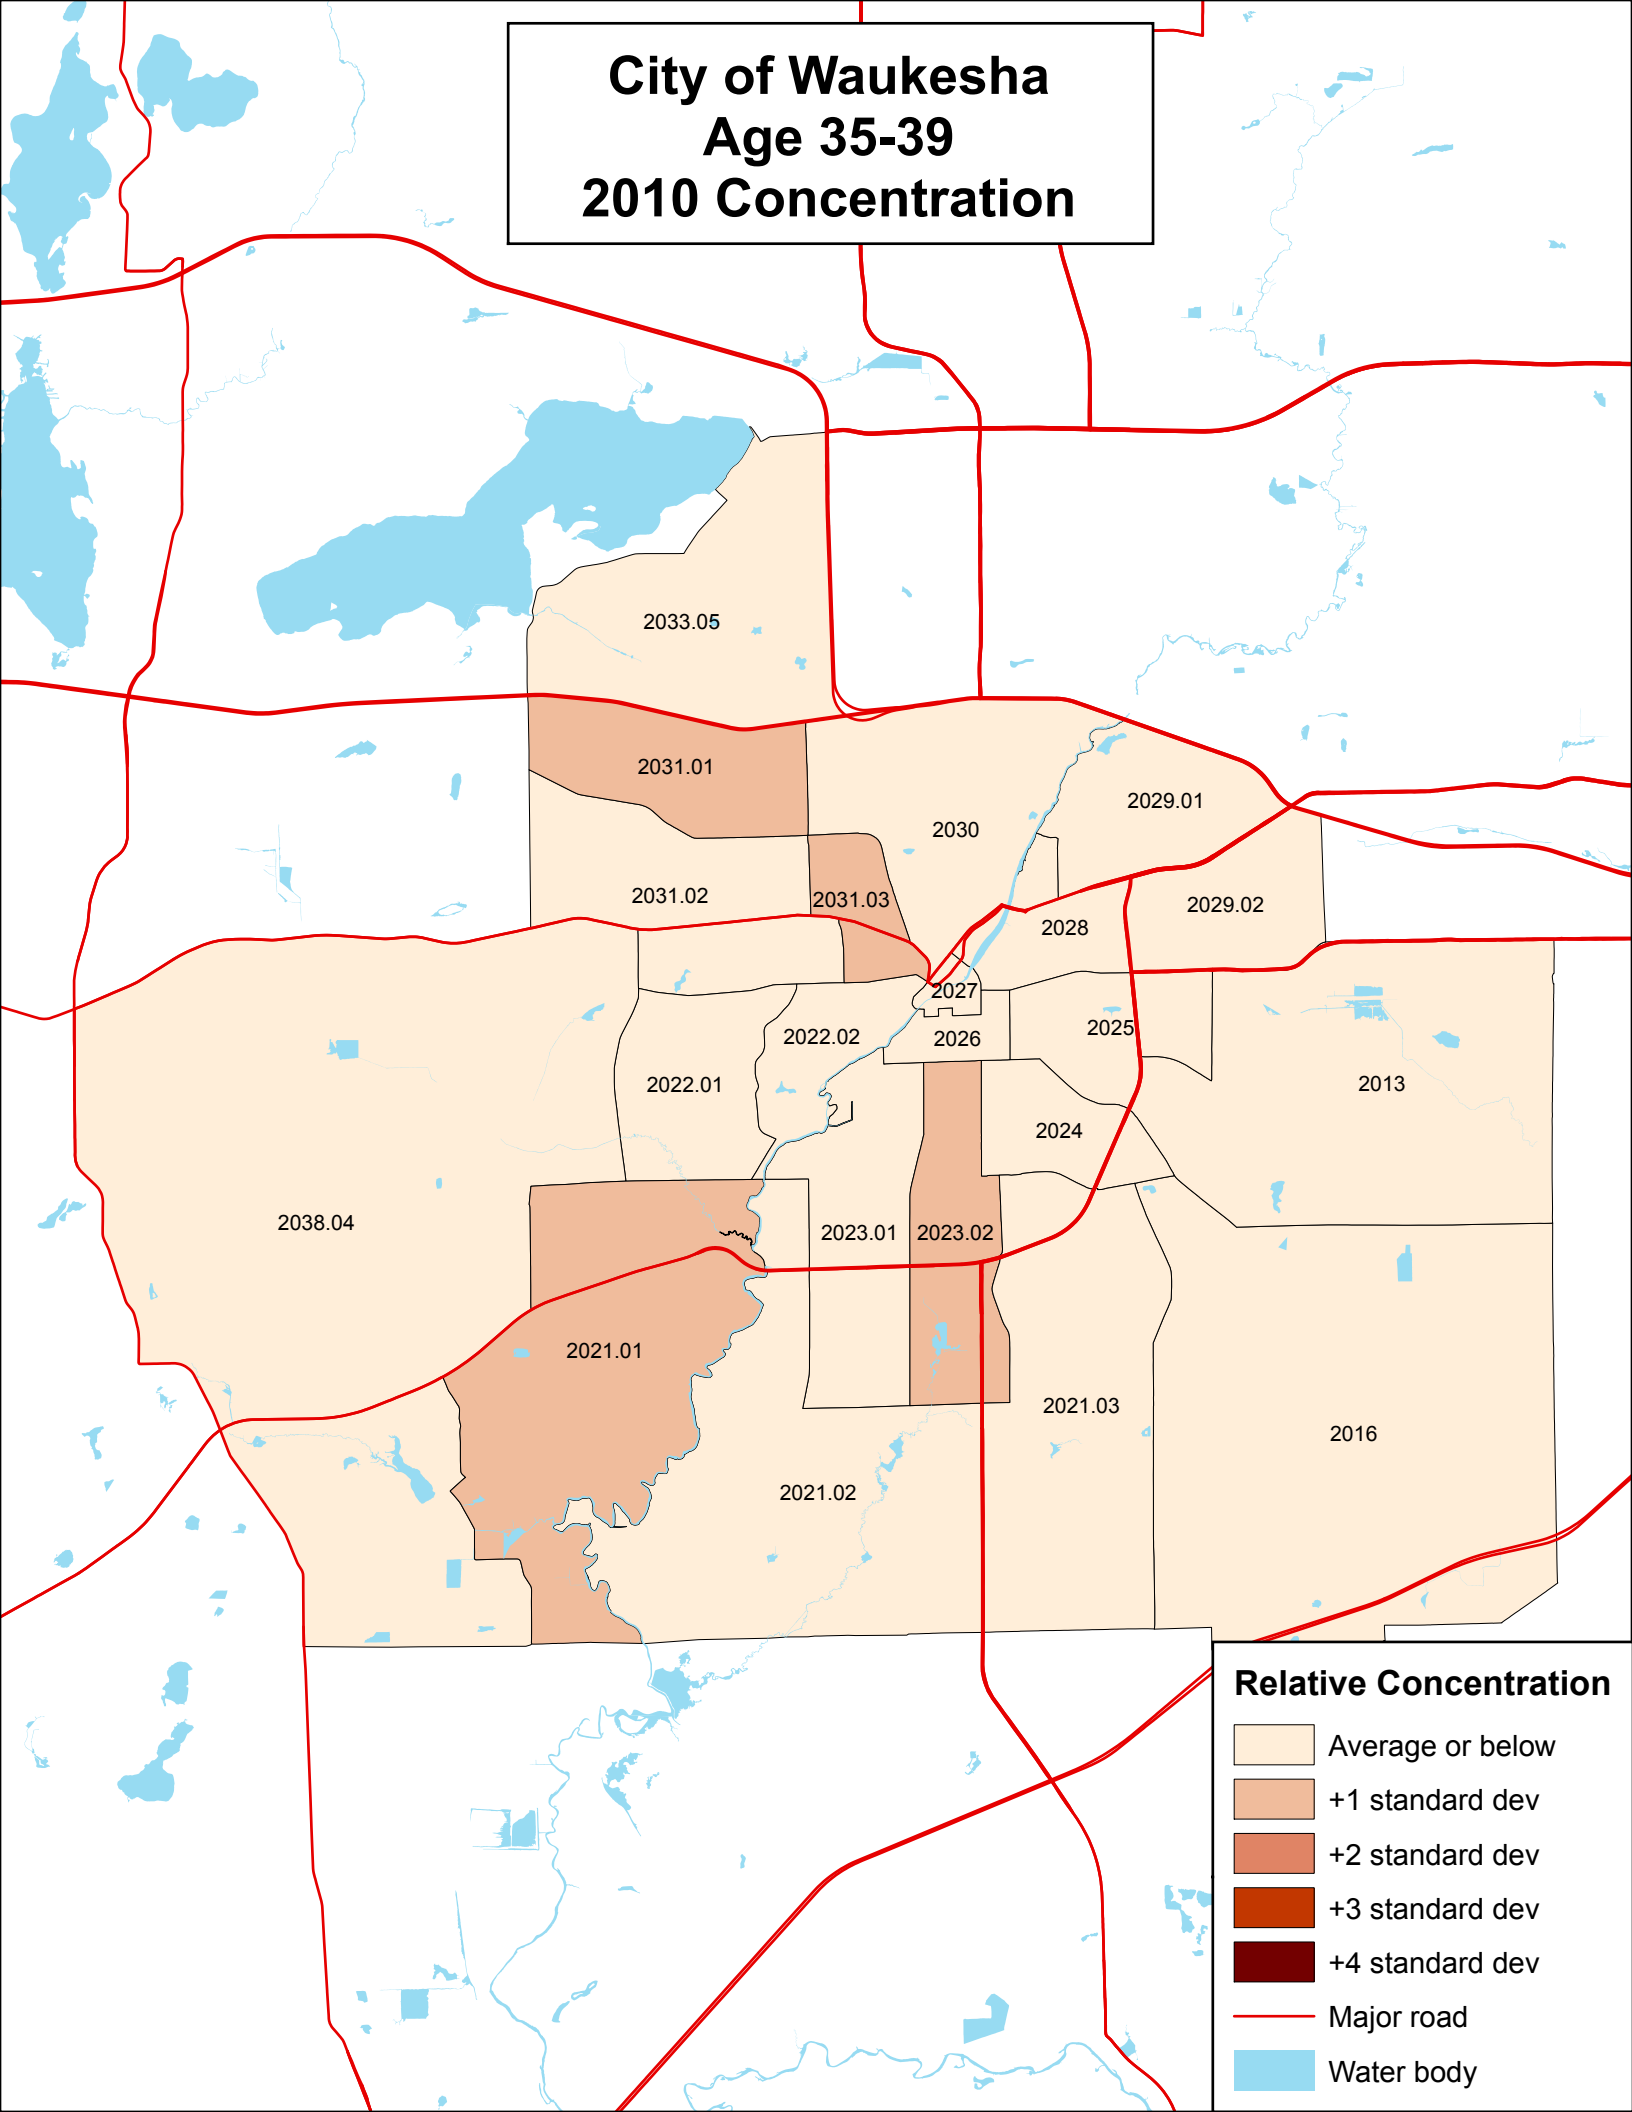 City of Waukesha
Age 35-39
2010 Concentration
2033.05
2031.01
2029.01
2030
2031.02
2031.03
2029.02
2028
2027
2025
2022.02
2026
2022.01
2013
2024
2038.04
2023.01
2023.02
2021.01
2021.03
2016
2021.02
Relative Concentration
Average or below
+1 standard dev
+2 standard dev
+3 standard dev
+4 standard dev
Major road
Water body